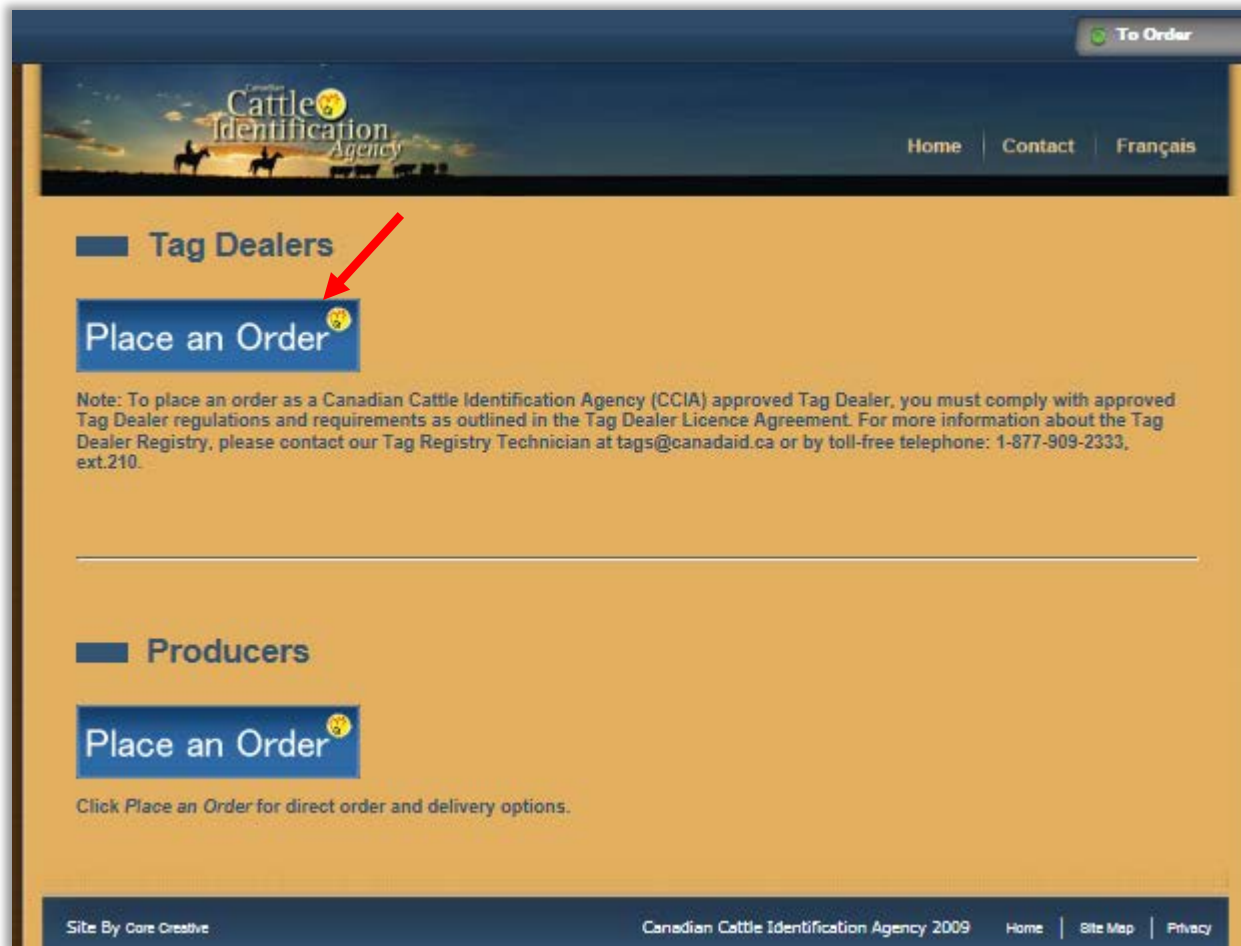 To Order
Canadian
Cattle
Identification
Agency
Home | Contact | Français
Tag Dealers
Place an Order
Note: To place an order as a Canadian Cattle Identification Agency (CCIA) approved Tag Dealer, you must comply with approved
Tag Dealer regulations and requirements as outlined in the Tag Dealer Licence Agreement. For more information about the Tag
Dealer Registry, please contact our Tag Registry Technician at tags@canadaid.ca or by toll-free telephone: 1-877-909-2333,
ext.210.
Producers
Place an Order
Click Place an Order for direct order and delivery options.
Site By Core Creative
Canadian Cattle Identification Agency 2009 Home | Site Map | Privacy